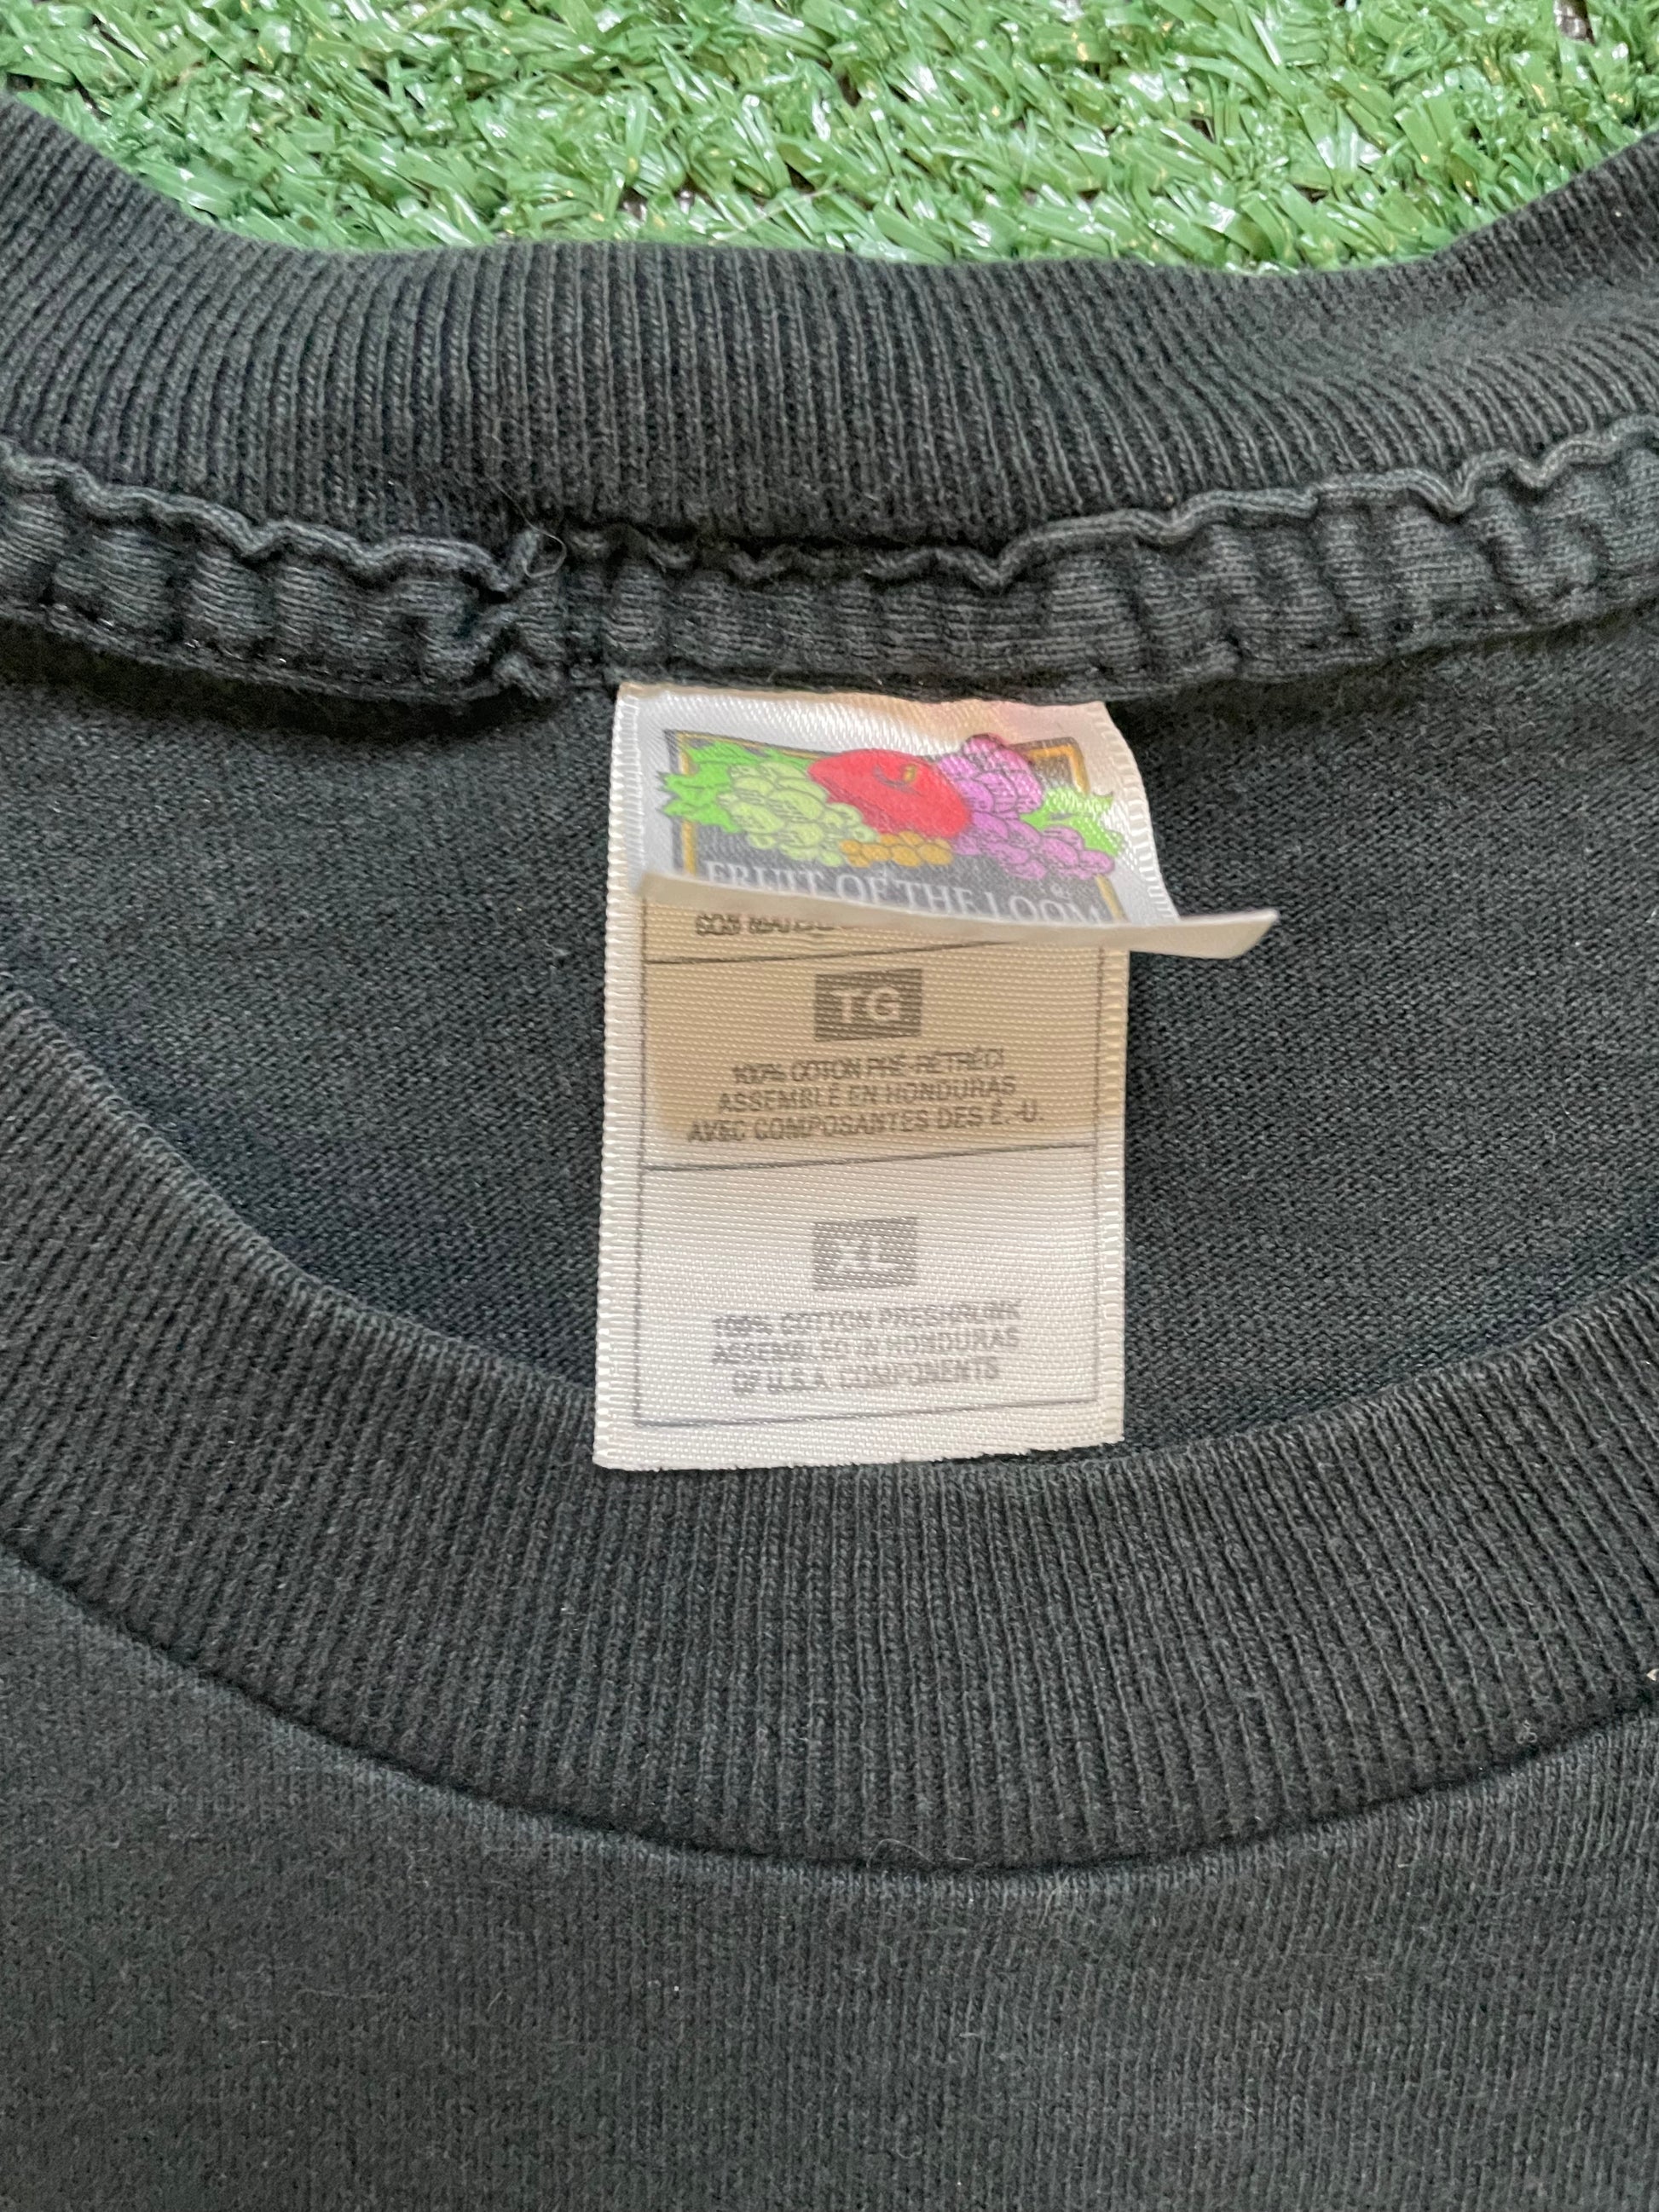 FRUIT OF THE LOOM
TG
100% COTON PRÉ-RÉTRÉCI
ASSEMBLÉ EN HONDURAS
AVEC COMPOSANTES DES É.-U.
XL
100% COTTON PRESHRUNK
ASSEMBLED IN HONDURAS
OF U.S.A. COMPONENTS